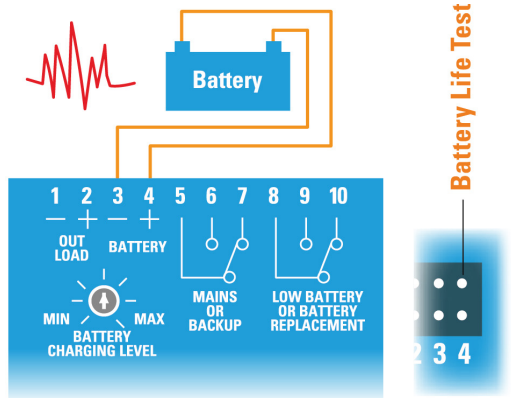 Battery
Battery Life Test
1 2 3 4 5 6 7 8 9 10
— + — +
OUT
LOAD
BATTERY
MAINS
OR
BACKUP
LOW BATTERY
OR BATTERY
REPLACEMENT
MIN MAX
BATTERY
CHARGING LEVEL
2 3 4